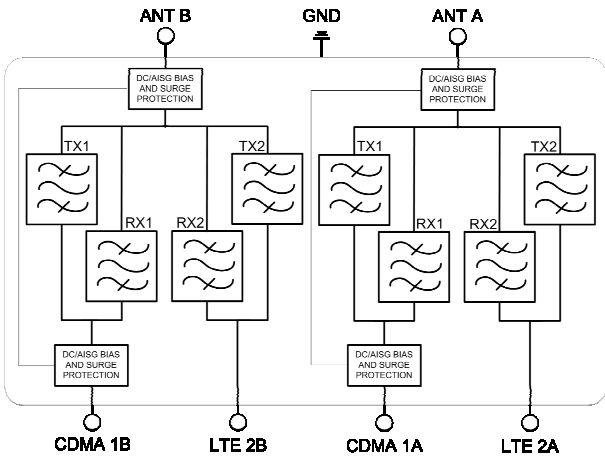 ANT B
GND
ANT A
DC/AISG BIAS
AND SURGE
PROTECTION
DC/AISG BIAS
AND SURGE
PROTECTION
TX1
TX2
TX1
TX2
RX1
RX2
RX1
RX2
DC/AISG BIAS
AND SURGE
PROTECTION
DC/AISG BIAS
AND SURGE
PROTECTION
CDMA 1B
LTE 2B
CDMA 1A
LTE 2A